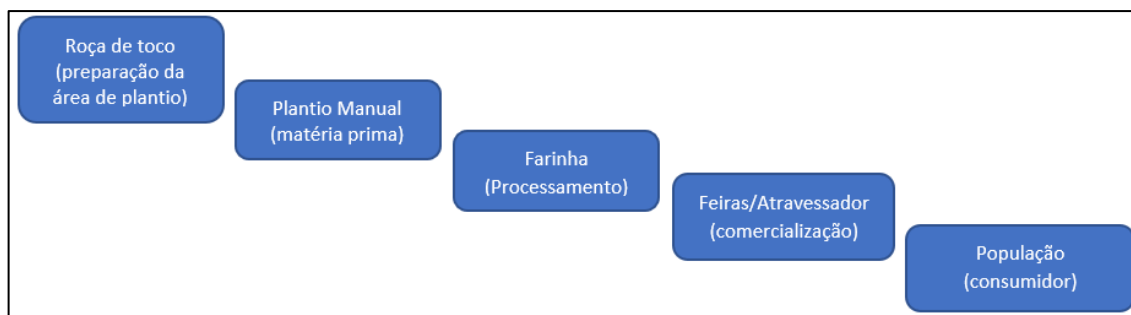 Roça de toco
(preparação da
área de plantio)
Plantio Manual
(matéria prima)
Farinha
(Processamento)
Feiras/Atravessador
(comercialização)
População
(consumidor)